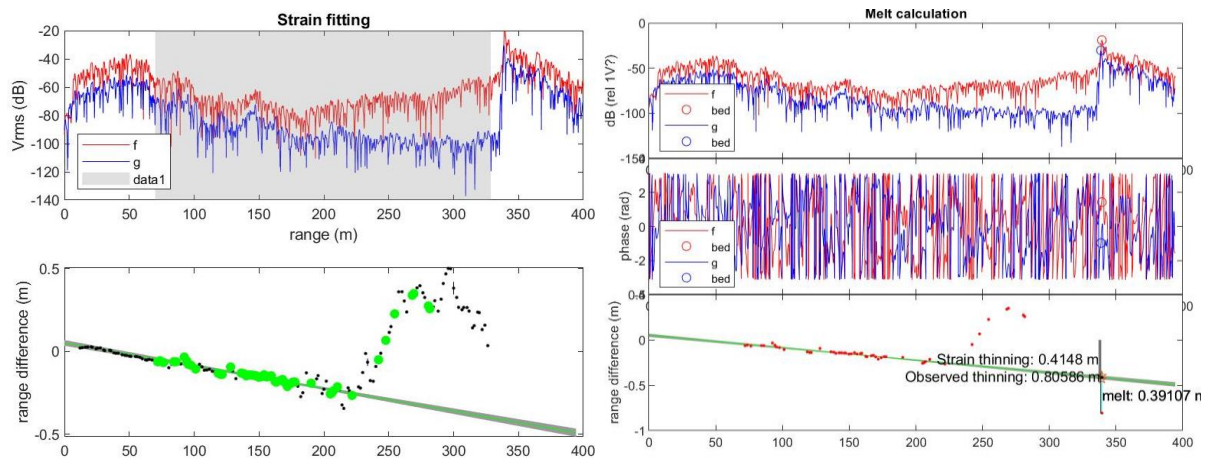 Strain fitting
-20
-40
-60
-80
-100
-120
-140
Vrms (dB)
f
g
data1
0 50 100 150 200 250 300 350 400
range (m)
0.5
0
-0.5
range difference (m)
0 50 100 150 200 250 300 350 400
Melt calculation
0
-50
-100
-150
dB (rel 1V?)
f
bed
g
bed
2
0
-2
phase (rad)
f
bed
g
bed
0
-0.5
-1
range difference (m)
Strain thinning: 0.4148 m
Observed thinning: 0.80586 m
melt: 0.39107 m
0 50 100 150 200 250 300 350 400